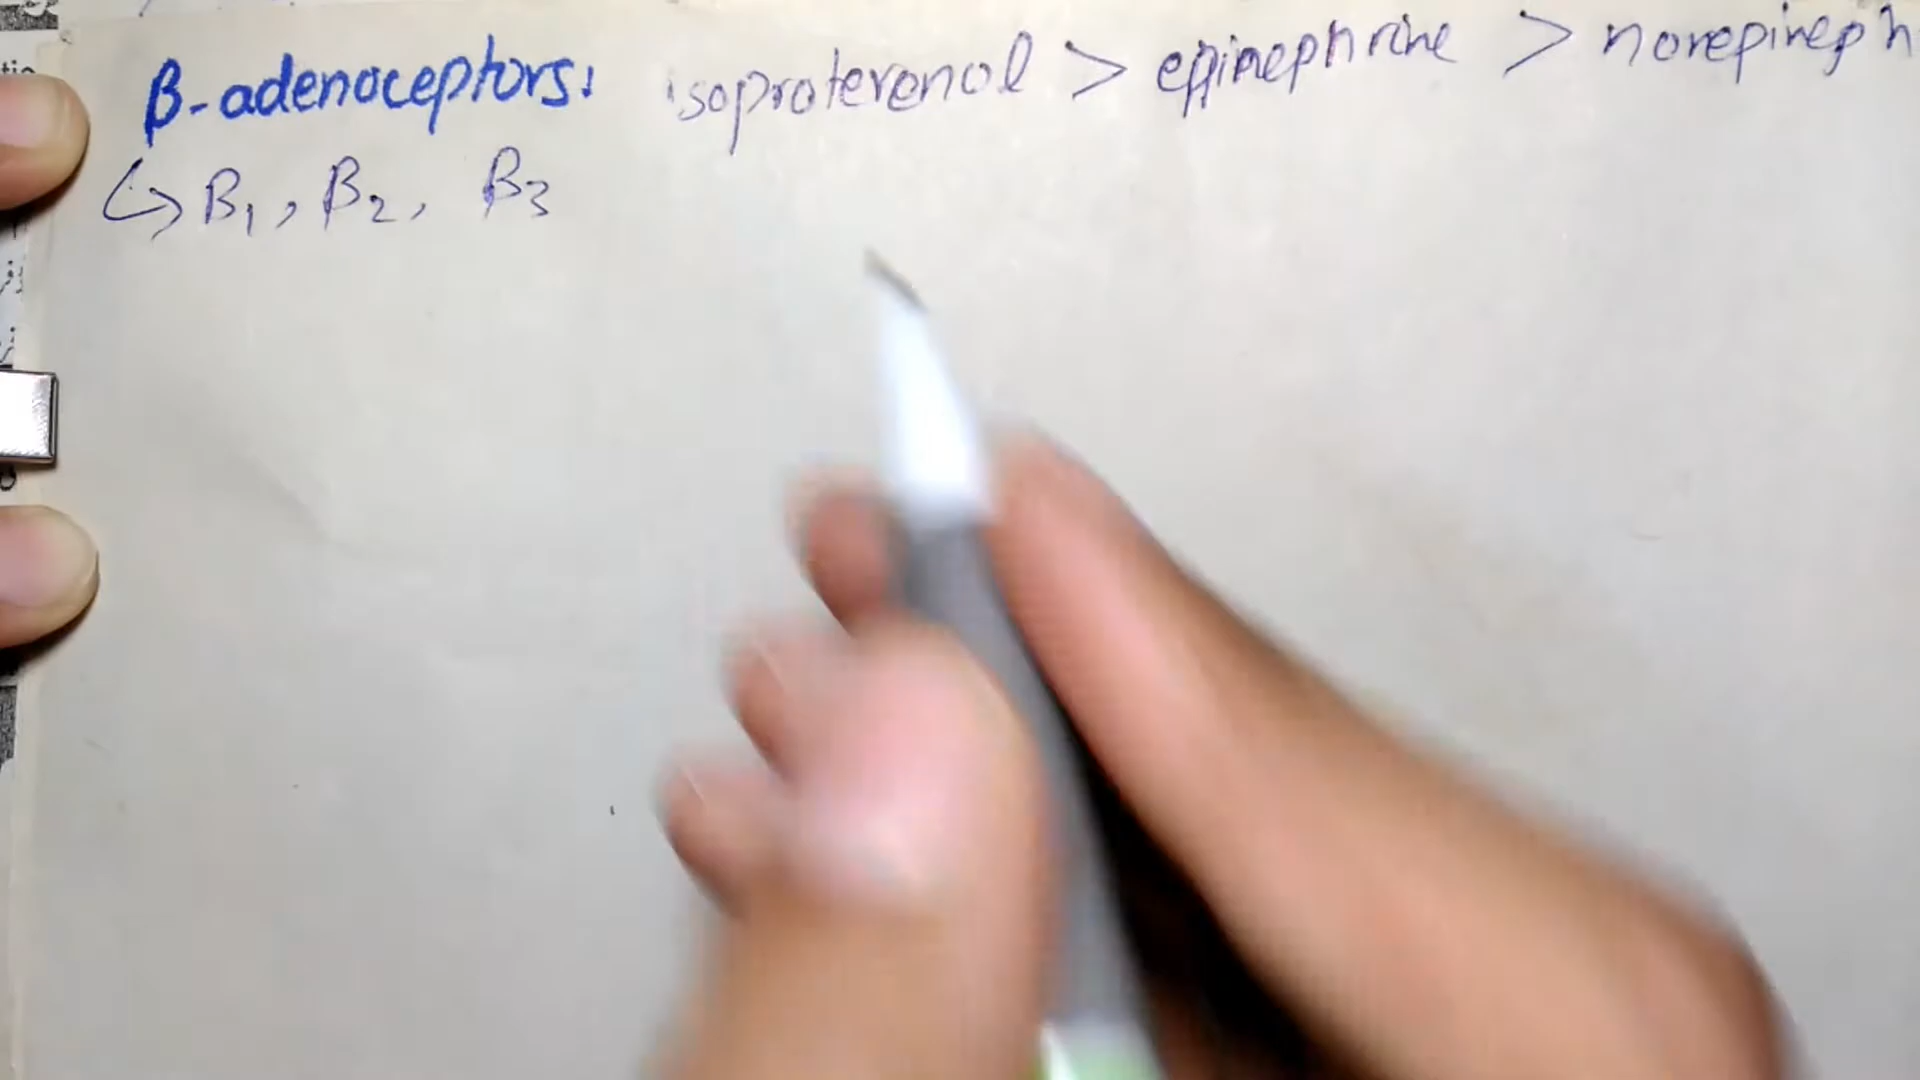 β-adenoceptors: isoproterenol > epinephrine > norepineph
↳ β1, β2, β3